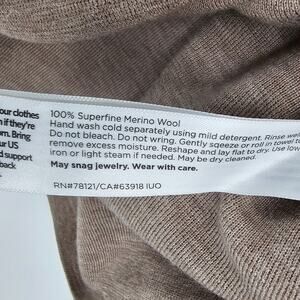 our clothes
n if they're
rn. Bring
ur US
d support
back
100% Superfine Merino Wool
Hand wash cold separately using mild detergent. Rinse we
Do not bleach. Do not wring. Gently sqeeze or roll in towel t
remove excess moisture. Reshape and lay flat to dry. Use low
iron or light steam if needed. May be dry cleaned.
May snag jewelry. Wear with care.
RN#78121/CA#63918 IUO